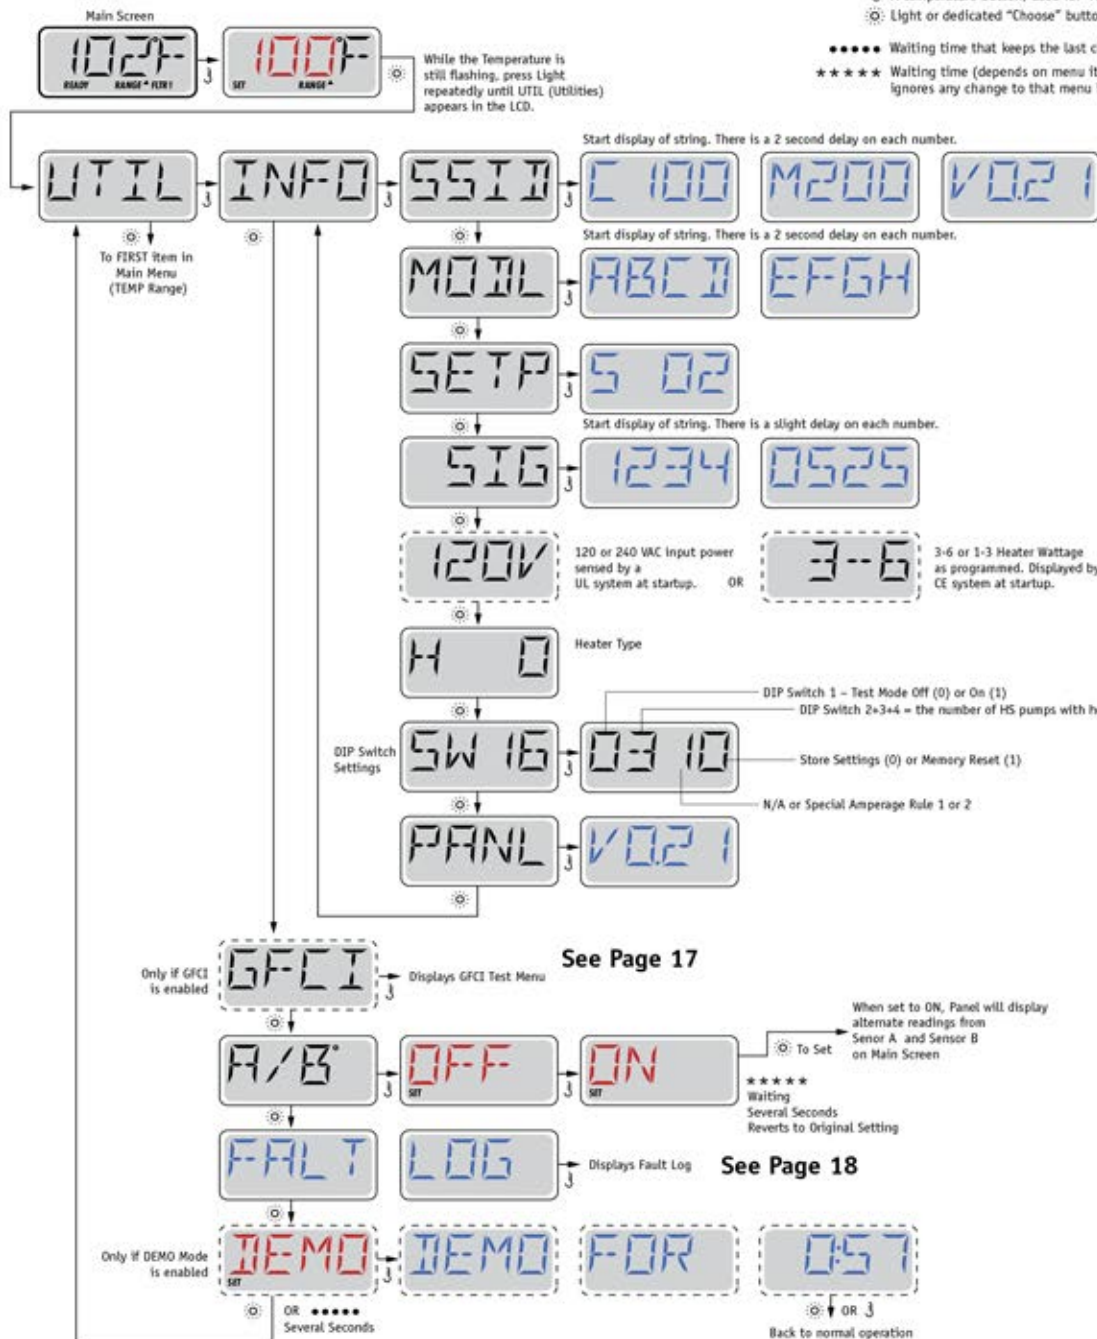 Light or dedicated "Choose" butto
Main Screen
102°F
READY RANGE FLTR1
100°F
SET RANGE
While the Temperature is
still flashing, press Light
repeatedly until UTIL (Utilities)
appears in the LCD.
Waiting time that keeps the last c
***** Waiting time (depends on menu it
ignores any change to that menu
Start display of string. There is a 2 second delay on each number.
UTIL INFO SSID C 100 M200 V0.21
To FIRST item in
Main Menu
(TEMP Range)
Start display of string. There is a 2 second delay on each number.
MODL ABCD EFGH
SETP S 02
Start display of string. There is a slight delay on each number.
SIG 1234 0525
120V
120 or 240 VAC input power
sensed by a
UL system at startup. OR
3--6
3-6 or 1-3 Heater Wattage
as programmed. Displayed by
CE system at startup.
H 0 Heater Type
DIP Switch 1 – Test Mode Off (0) or On (1)
DIP Switch 2+3+4 = the number of HS pumps with h
DIP Switch
Settings
SW 16 0310
Store Settings (0) or Memory Reset (1)
N/A or Special Amperage Rule 1 or 2
PANL V0.21
Only if GFCI
is enabled
GFCI
Displays GFCI Test Menu
See Page 17
A/B° OFF ON
SET SET
To Set
When set to ON, Panel will display
alternate readings from
Senor A and Sensor B
on Main Screen
*****
Waiting
Several Seconds
Reverts to Original Setting
FALT LOG
Displays Fault Log
See Page 18
Only if DEMO Mode
is enabled
DEMO DEMO FOR 0:57
SET
OR •••••
Several Seconds
OR
Back to normal operation